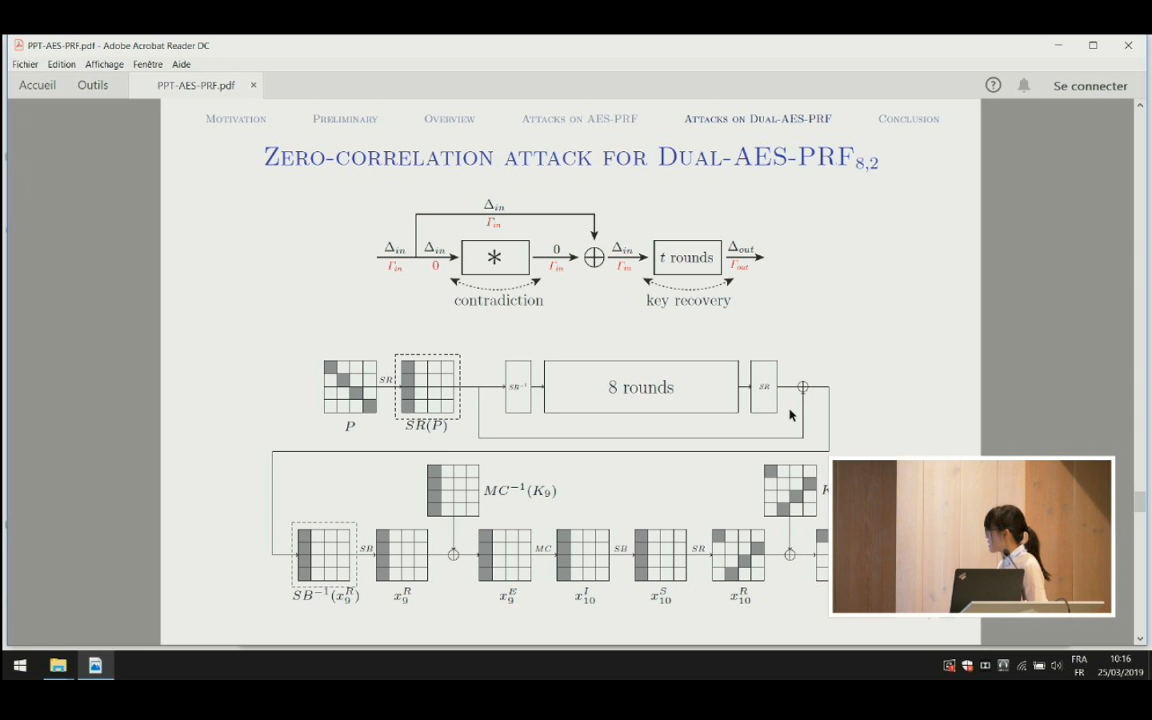 PPT-AES-PRF.pdf - Adobe Acrobat Reader DC
Fichier Edition Affichage Fenêtre Aide
Accueil Outils PPT-AES-PRF.pdf × Se connecter
Motivation Preliminary Overview Attacks on AES-PRF Attacks on Dual-AES-PRF Conclusion
Zero-correlation attack for Dual-AES-PRF₈,₂
Δin
Γin
Δin Δin 0 Δin Δout
* ⊕ t rounds
Γin 0 Γin Γin Γout
contradiction key recovery
SR SR⁻¹ 8 rounds SR
P SR(P)
MC⁻¹(K₉) K
SR MC SB SR
SB⁻¹(x₉ᴿ) x₉ᴿ x₉ᴱ x₁₀ᴵ x₁₀ˢ x₁₀ᴿ
FRA 10:16
FR 25/03/2019